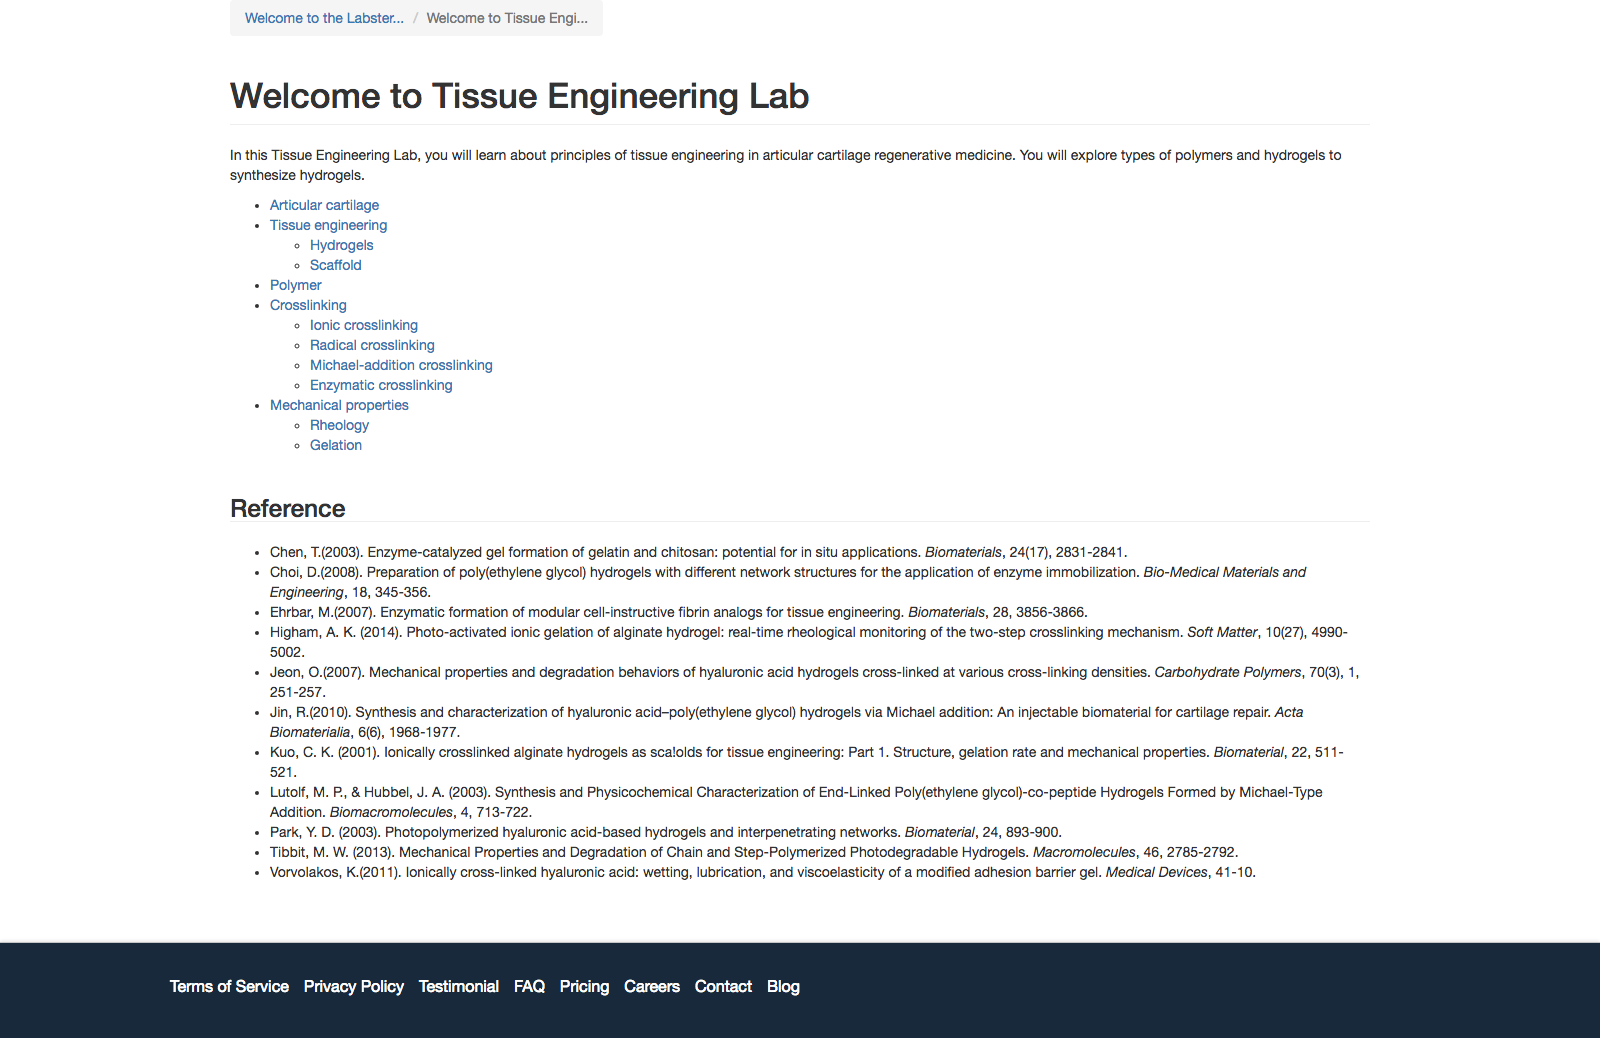 Welcome to the Labster... / Welcome to Tissue Engi...
Welcome to Tissue Engineering Lab
In this Tissue Engineering Lab, you will learn about principles of tissue engineering in articular cartilage regenerative medicine. You will explore types of polymers and hydrogels to
synthesize hydrogels.
Articular cartilage
Tissue engineering
Hydrogels
Scaffold
Polymer
Crosslinking
Ionic crosslinking
Radical crosslinking
Michael-addition crosslinking
Enzymatic crosslinking
Mechanical properties
Rheology
Gelation
Reference
Chen, T.(2003). Enzyme-catalyzed gel formation of gelatin and chitosan: potential for in situ applications. Biomaterials, 24(17), 2831-2841.
Choi, D.(2008). Preparation of poly(ethylene glycol) hydrogels with different network structures for the application of enzyme immobilization. Bio-Medical Materials and
Engineering, 18, 345-356.
Ehrbar, M.(2007). Enzymatic formation of modular cell-instructive fibrin analogs for tissue engineering. Biomaterials, 28, 3856-3866.
Higham, A. K. (2014). Photo-activated ionic gelation of alginate hydrogel: real-time rheological monitoring of the two-step crosslinking mechanism. Soft Matter, 10(27), 4990-
5002.
Jeon, O.(2007). Mechanical properties and degradation behaviors of hyaluronic acid hydrogels cross-linked at various cross-linking densities. Carbohydrate Polymers, 70(3), 1,
251-257.
Jin, R.(2010). Synthesis and characterization of hyaluronic acid–poly(ethylene glycol) hydrogels via Michael addition: An injectable biomaterial for cartilage repair. Acta
Biomaterialia, 6(6), 1968-1977.
Kuo, C. K. (2001). Ionically crosslinked alginate hydrogels as sca!olds for tissue engineering: Part 1. Structure, gelation rate and mechanical properties. Biomaterial, 22, 511-
521.
Lutolf, M. P., & Hubbel, J. A. (2003). Synthesis and Physicochemical Characterization of End-Linked Poly(ethylene glycol)-co-peptide Hydrogels Formed by Michael-Type
Addition. Biomacromolecules, 4, 713-722.
Park, Y. D. (2003). Photopolymerized hyaluronic acid-based hydrogels and interpenetrating networks. Biomaterial, 24, 893-900.
Tibbit, M. W. (2013). Mechanical Properties and Degradation of Chain and Step-Polymerized Photodegradable Hydrogels. Macromolecules, 46, 2785-2792.
Vorvolakos, K.(2011). Ionically cross-linked hyaluronic acid: wetting, lubrication, and viscoelasticity of a modified adhesion barrier gel. Medical Devices, 41-10.
Terms of Service Privacy Policy Testimonial FAQ Pricing Careers Contact Blog